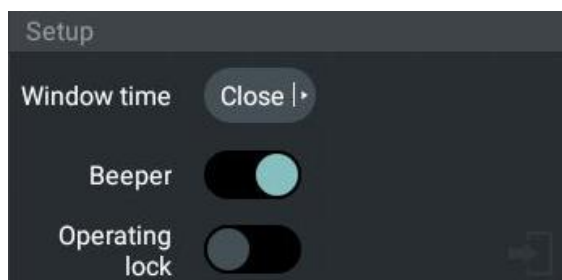 Setup
Window time Close
Beeper
Operating
lock